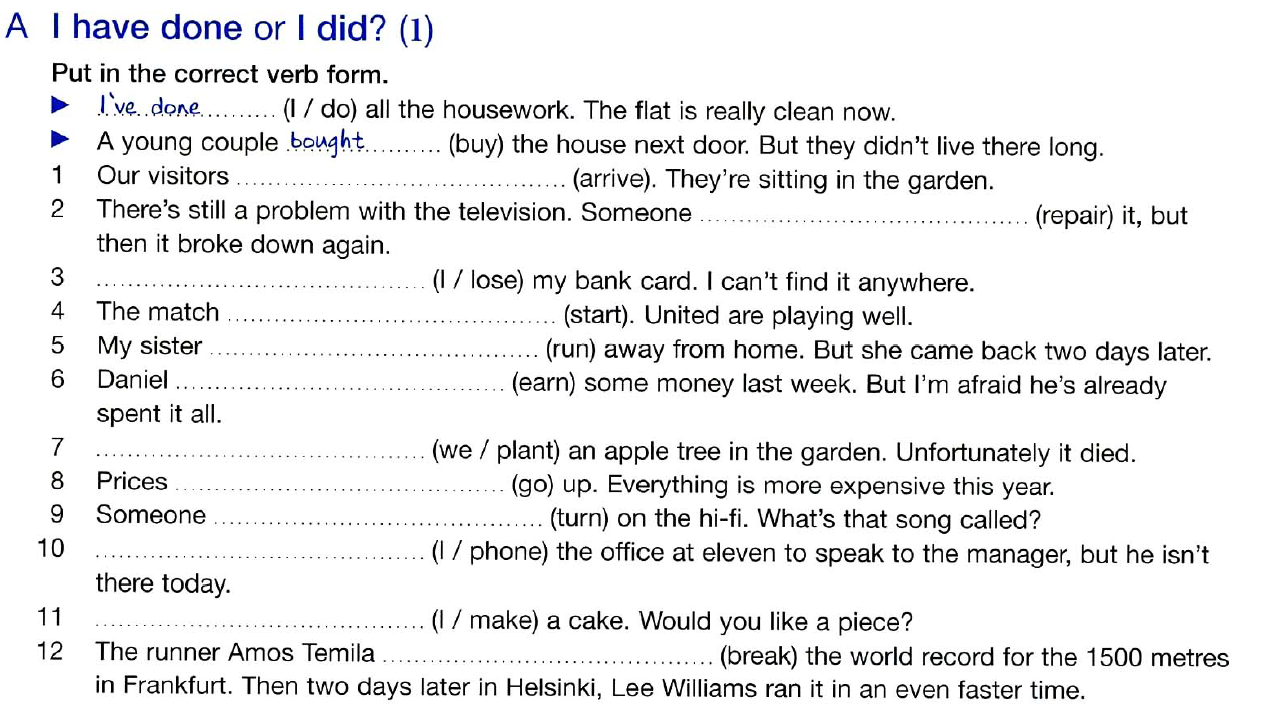 A I have done or I did? (1)
Put in the correct verb form.
► I've done.......... (I / do) all the housework. The flat is really clean now.
► A young couple bought.......... (buy) the house next door. But they didn't live there long.
1 Our visitors ........................................ (arrive). They're sitting in the garden.
2 There's still a problem with the television. Someone ........................................ (repair) it, but
then it broke down again.
3 ........................................ (I / lose) my bank card. I can't find it anywhere.
4 The match ........................................ (start). United are playing well.
5 My sister ........................................ (run) away from home. But she came back two days later.
6 Daniel ........................................ (earn) some money last week. But I'm afraid he's already
spent it all.
7 ........................................ (we / plant) an apple tree in the garden. Unfortunately it died.
8 Prices ........................................ (go) up. Everything is more expensive this year.
9 Someone ........................................ (turn) on the hi-fi. What's that song called?
10 ........................................ (I / phone) the office at eleven to speak to the manager, but he isn't
there today.
11 ........................................ (I / make) a cake. Would you like a piece?
12 The runner Amos Temila ........................................ (break) the world record for the 1500 metres
in Frankfurt. Then two days later in Helsinki, Lee Williams ran it in an even faster time.